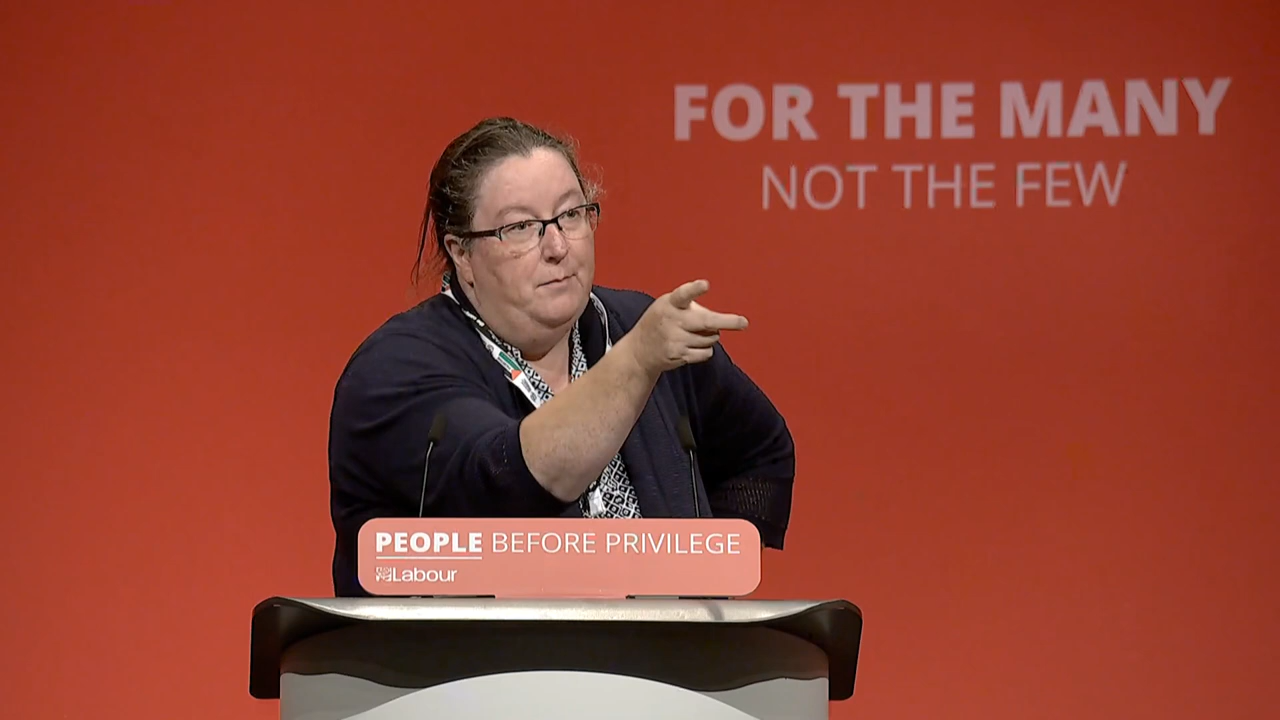 FOR THE MANY
NOT THE FEW
PEOPLE BEFORE PRIVILEGE
Labour